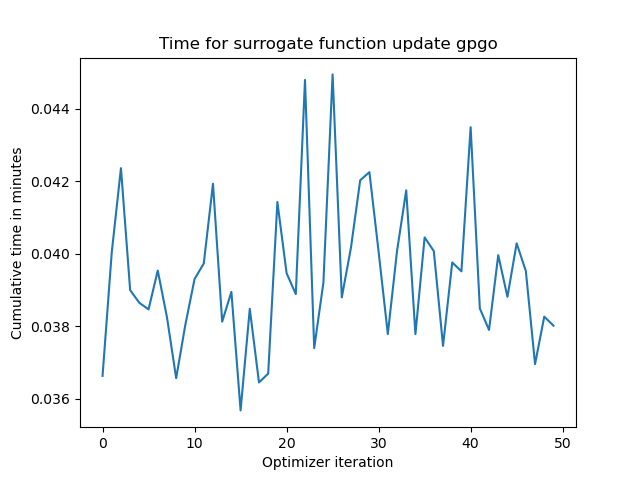 Time for surrogate function update gpgo
Cumulative time in minutes
0.044
0.042
0.040
0.038
0.036
0 10 20 30 40 50
Optimizer iteration